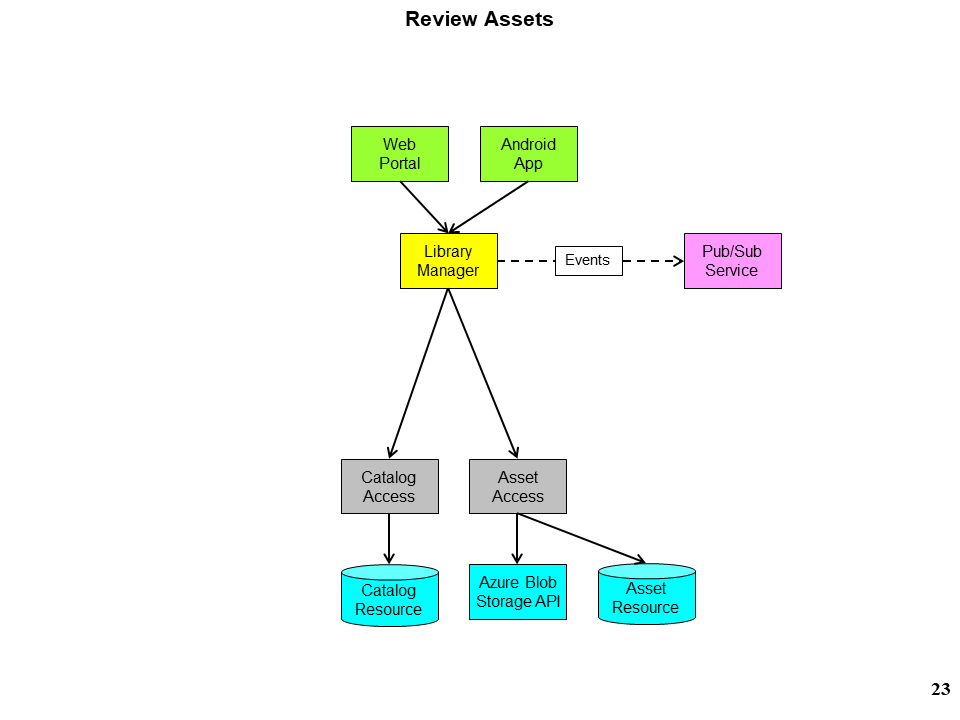 Review Assets
Web
Portal
Android
App
Library
Manager
Events
Pub/Sub
Service
Catalog
Access
Asset
Access
Catalog
Resource
Azure Blob
Storage API
Asset
Resource
23